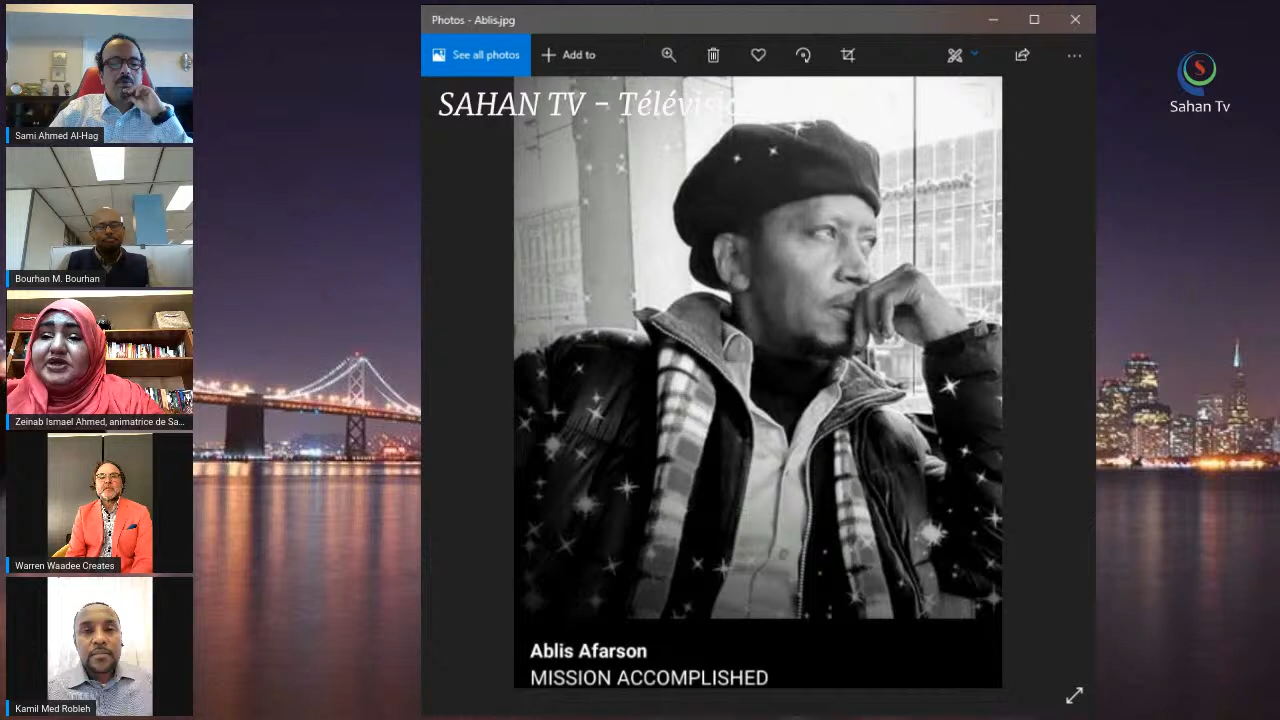 Photos - Ablis.jpg
See all photos
Add to
SAHAN TV - Télévisio
S
Sahan Tv
Sami Ahmed Al-Hag
Bourhan M. Bourhan
Zeinab Ismael Ahmed, animatrice de Sa...
Warren Waadee Creates
Kamil Med Robleh
Ablis Afarson
MISSION ACCOMPLISHED